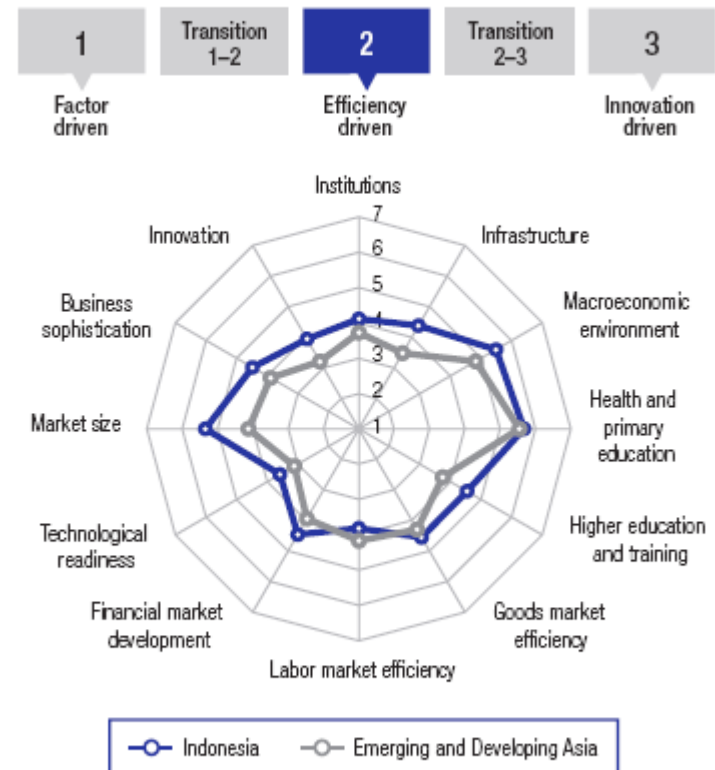 1
Transition
1–2
2
Transition
2–3
3
Factor
driven
Efficiency
driven
Innovation
driven
Institutions
7
6
5
4
3
2
1
Innovation
Infrastructure
Business
sophistication
Macroeconomic
environment
Market size
Health and
primary
education
Technological
readiness
Higher education
and training
Financial market
development
Goods market
efficiency
Labor market efficiency
Indonesia
Emerging and Developing Asia